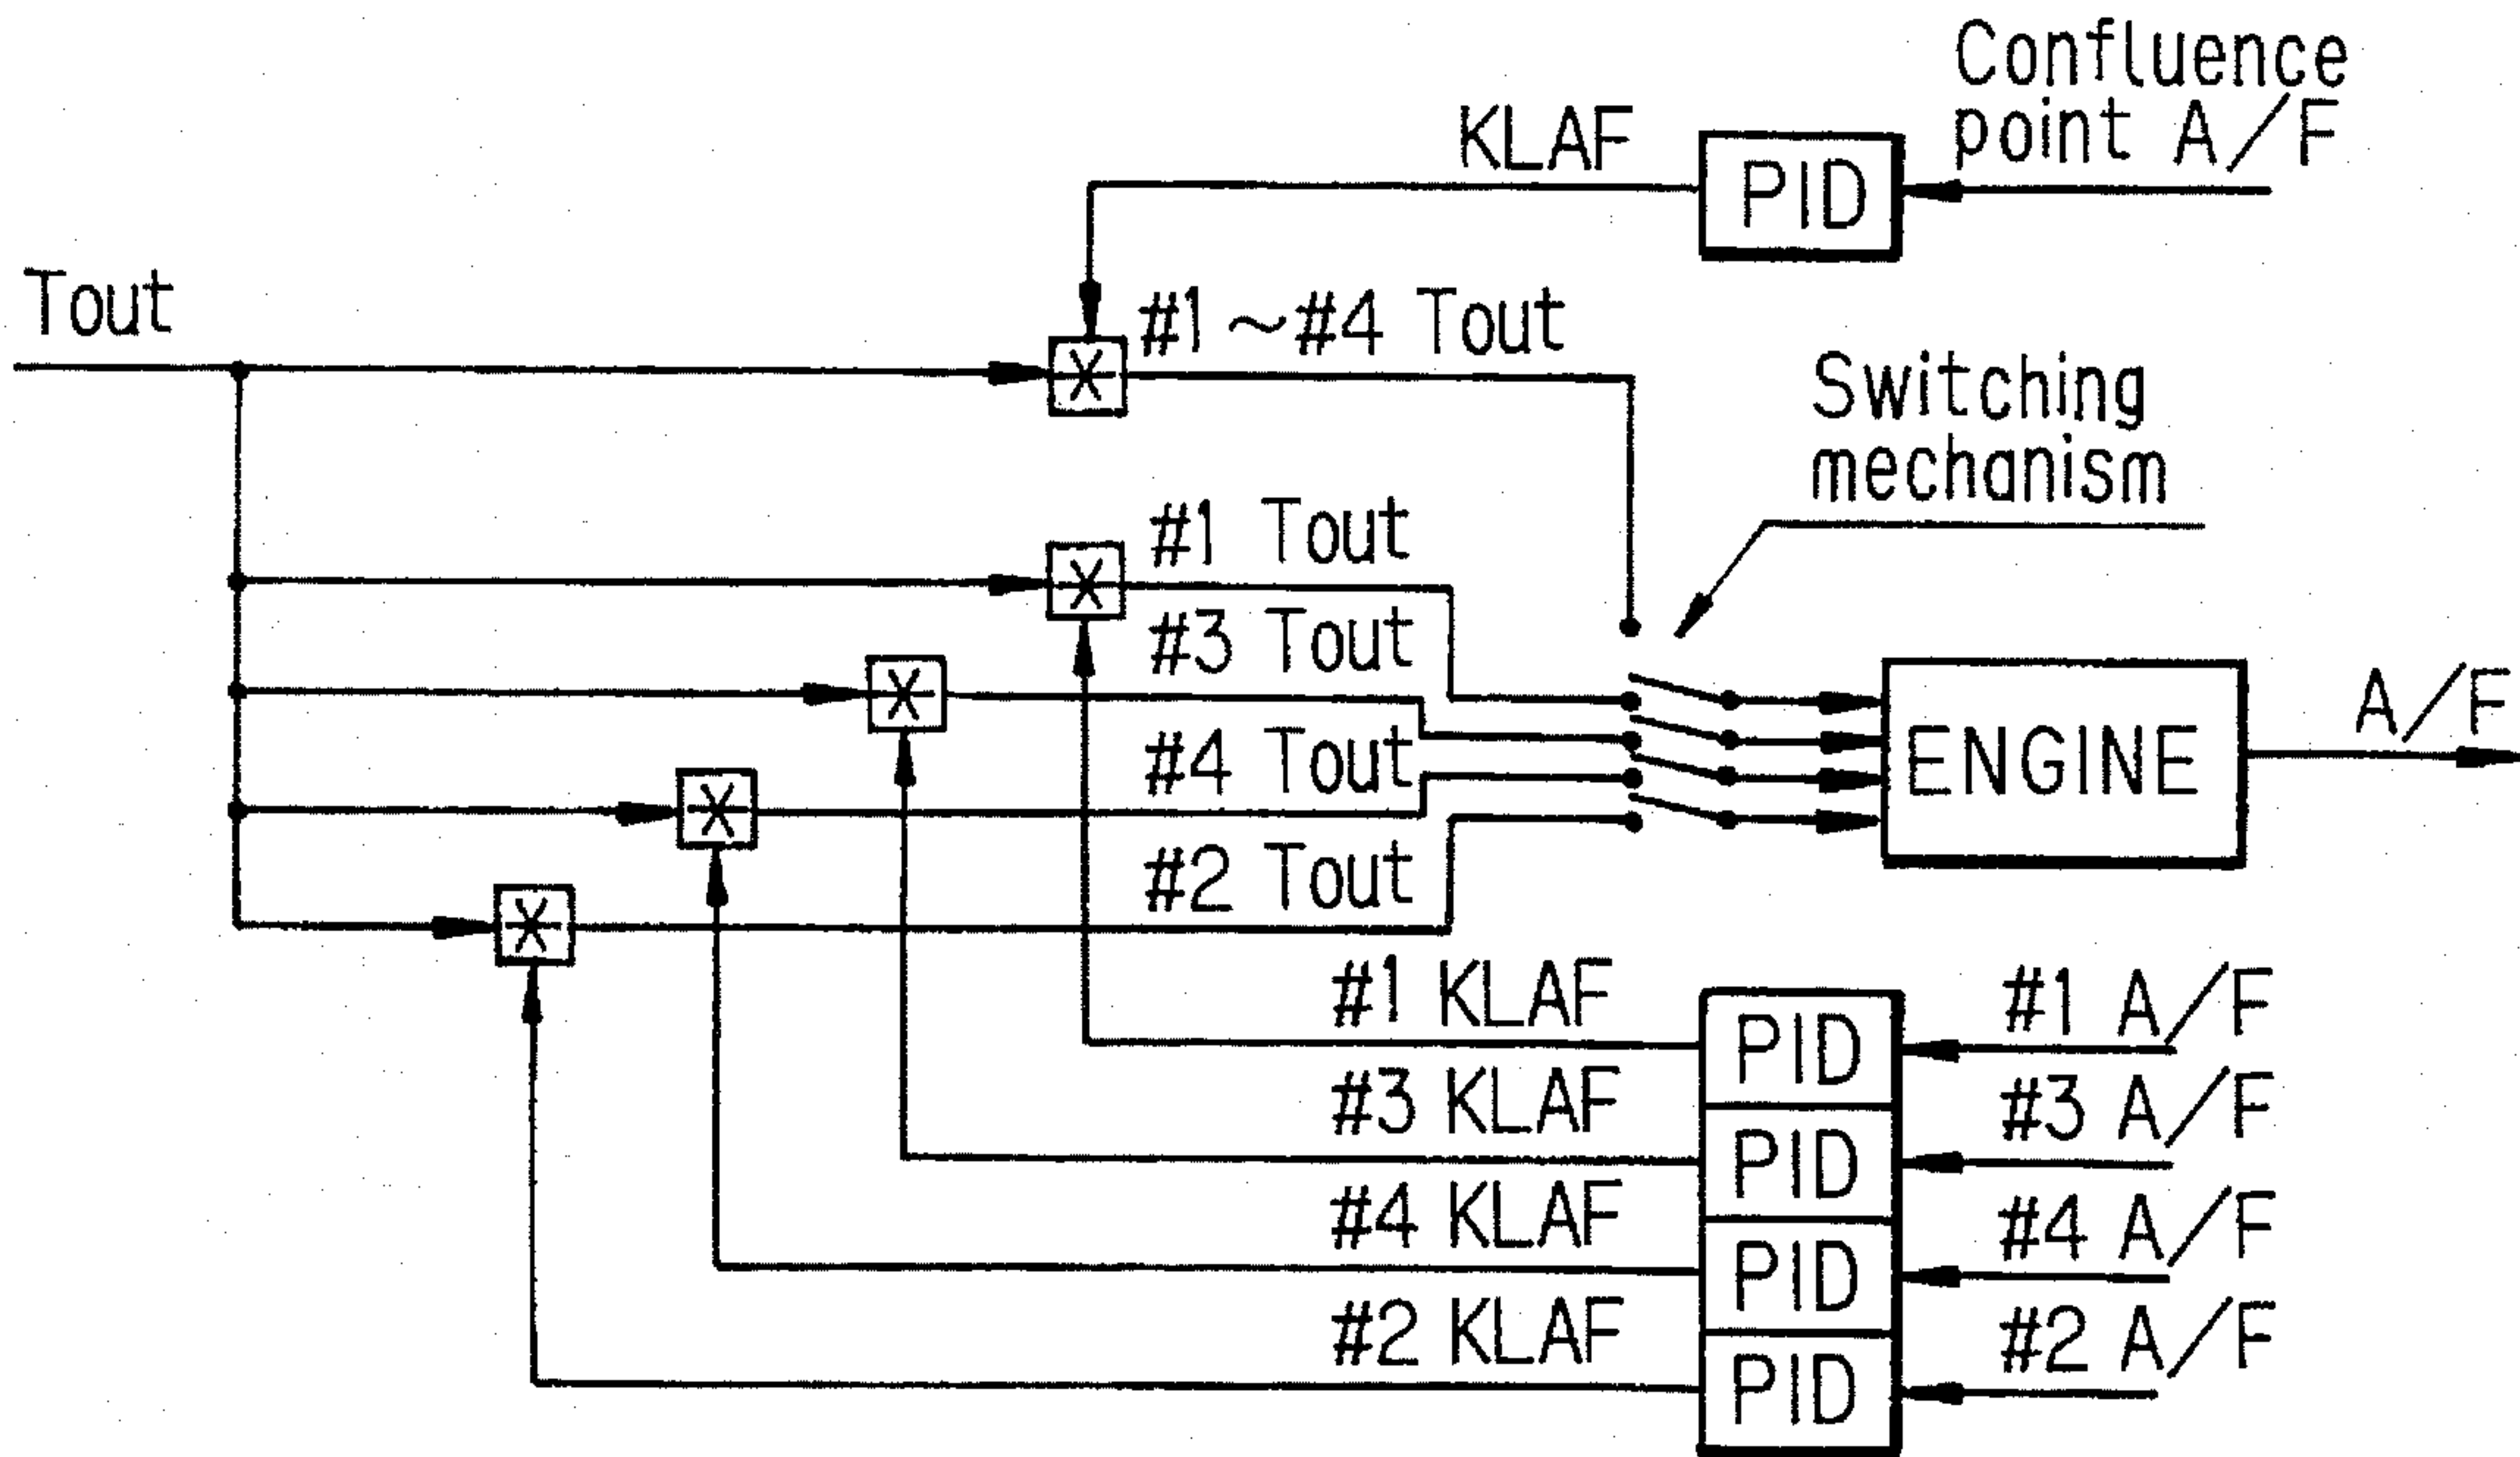 Confluence
point A/F
KLAF
PID
Tout
#1~#4 Tout
*
Switching
mechanism
#1 Tout
*
#3 Tout
*
A/F
#4 Tout
ENGINE
*
#2 Tout
*
#1 KLAF
PID
#1 A/F
#3 KLAF
PID
#3 A/F
#4 KLAF
PID
#4 A/F
#2 KLAF
PID
#2 A/F